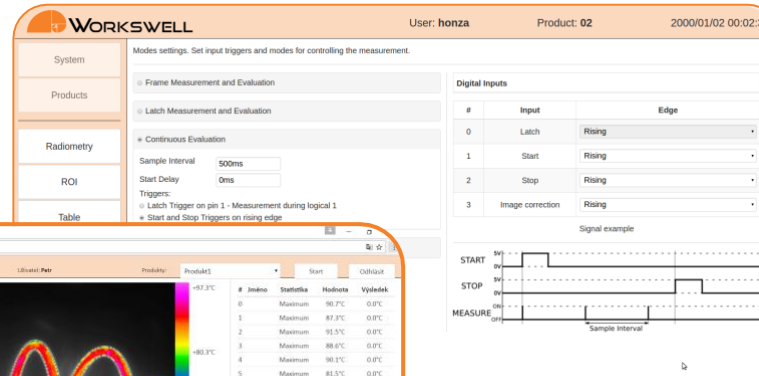 WORKSWELL
User: honza
Product: 02
2000/01/02 00:02:
System
Products
Radiometry
ROI
Table
Modes settings. Set input triggers and modes for controlling the measurement.
Frame Measurement and Evaluation
Latch Measurement and Evaluation
Continuous Evaluation
Sample Interval 500ms
Start Delay 0ms
Triggers:
Latch Trigger on pin 1 - Measurement during logical 1
Start and Stop Triggers on rising edge
Digital Inputs
# Input Edge
0 Latch Rising
1 Start Rising
2 Stop Rising
3 Image correction Rising
Signal example
START 5V
0V
STOP 5V
0V
MEASURE ON
OFF
Sample Interval
Uživatel: Petr
Produkty: Produkt1
Start
Odhlásit
+97.3°C
+80.3°C
# Jméno Statistika Hodnota Výsledek
0 Maximum 90.7°C 0.0°C
1 Maximum 87.3°C 0.0°C
2 Maximum 91.5°C 0.0°C
3 Maximum 88.6°C 0.0°C
4 Maximum 90.1°C 0.0°C
5 Maximum 81.5°C 0.0°C